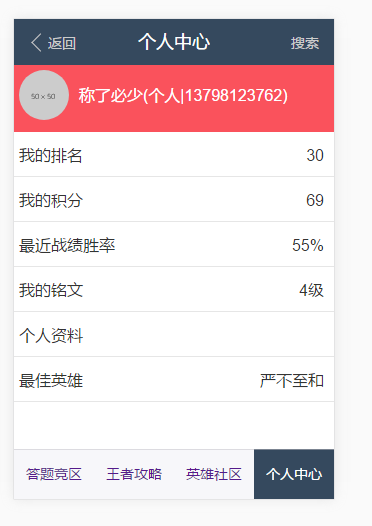 返回 个人中心 搜索
50 x 50 称了必少(个人|13798123762)
我的排名 30
我的积分 69
最近战绩胜率 55%
我的铭文 4级
个人资料
最佳英雄 严不至和
答题竞区 王者攻略 英雄社区 个人中心